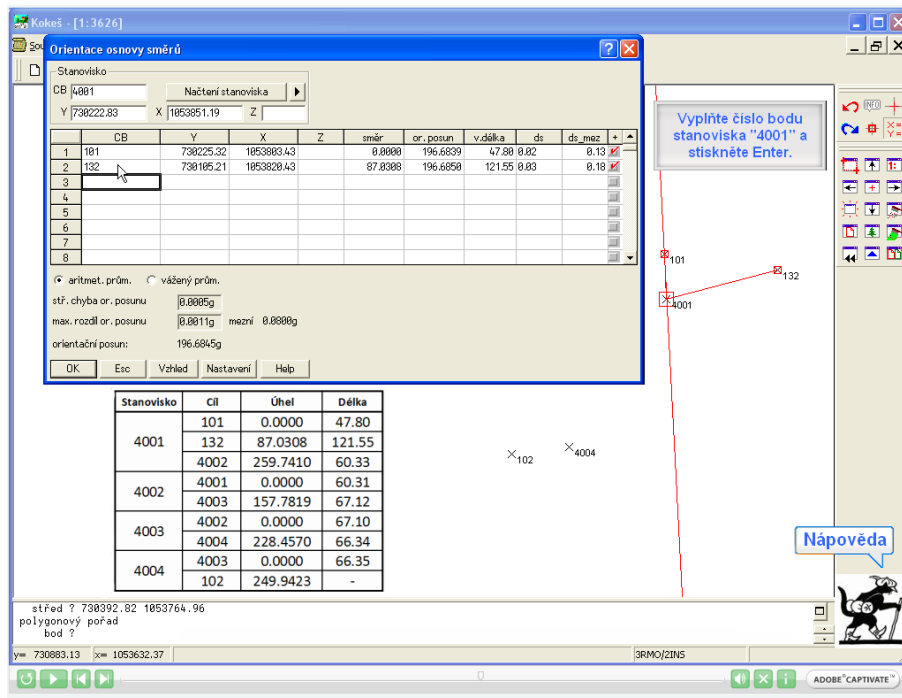 Kokeš - [1:3626]
Sou
Orientace osnovy směrů
Stanovisko
CB 4001 Načtení stanoviska
Y 730222.83 X 1053851.19 Z
CB Y X Z směr or.posun v.délka ds ds_mez +
1 101 730225.32 1053803.43 0.0000 196.6839 47.80 0.02 0.13
2 132 730105.21 1053820.43 87.0308 196.6850 121.55 0.03 0.18
3
4
5
6
7
8
aritmet. prům. vážený prům.
stř. chyba or. posunu 0.0005g
max. rozdíl or. posunu 0.0011g mezní 0.0800g
orientační posun: 196.6845g
OK Esc Vzhled Nastavení Help
Vyplňte číslo bodu
stanoviska "4001" a
stiskněte Enter.
INFO
X=
Y=
1:
101
132
4001
102
4004
Stanovisko Cíl Úhel Délka
4001 101 0.0000 47.80
132 87.0308 121.55
4002 259.7410 60.33
4002 4001 0.0000 60.31
4003 157.7819 67.12
4003 4002 0.0000 67.10
4004 228.4570 66.34
4004 4003 0.0000 66.35
102 249.9423 -
Nápověda
střed ? 730392.82 1053764.96
polygonový pořad
bod ?
y= 730883.13 x= 1053632.37 3RMO/2INS
ADOBE® CAPTIVATE™